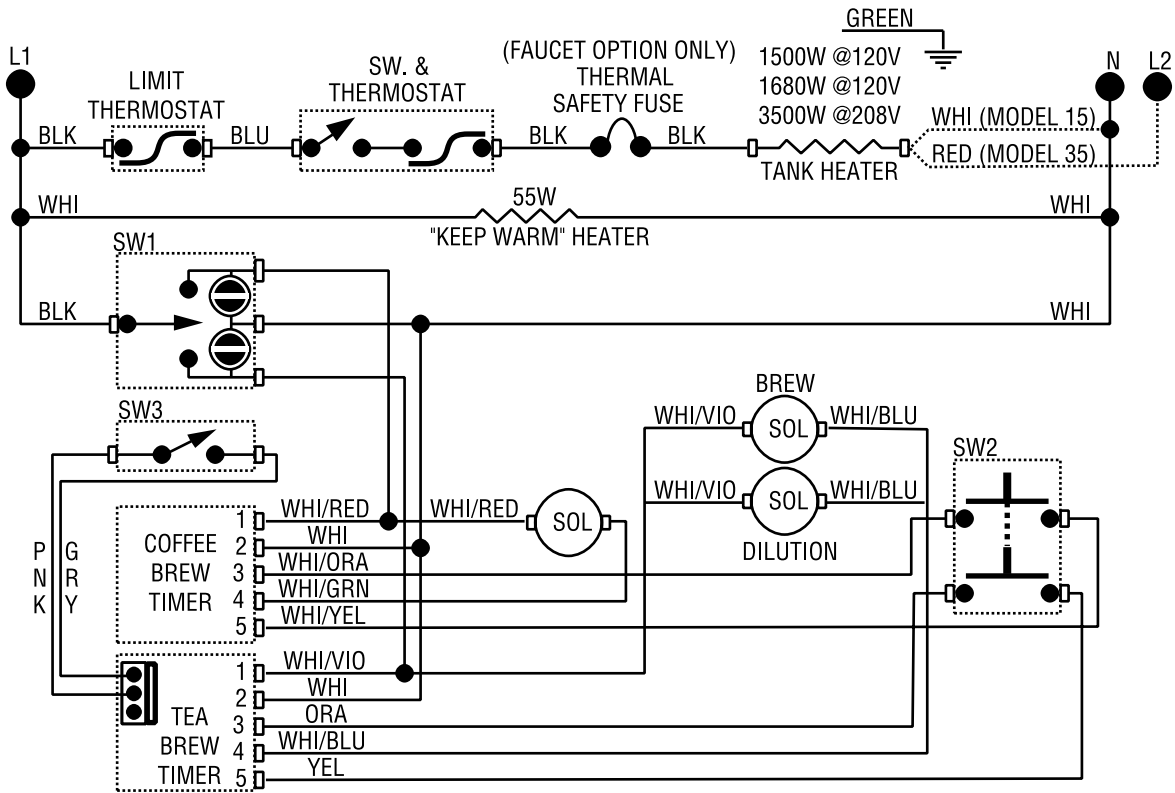 GREEN
L1
LIMIT
THERMOSTAT
SW. &
THERMOSTAT
(FAUCET OPTION ONLY)
THERMAL
SAFETY FUSE
1500W @120V
1680W @120V
3500W @208V
N
L2
BLK
BLU
BLK
BLK
TANK HEATER
WHI (MODEL 15)
RED (MODEL 35)
WHI
55W
"KEEP WARM" HEATER
WHI
SW1
BLK
WHI
SW3
BREW
WHI/VIO
SOL
WHI/BLU
WHI/VIO
SOL
WHI/BLU
DILUTION
SW2
PNK
GRY
COFFEE
BREW
TIMER
1 WHI/RED
WHI/RED
SOL
2 WHI
3 WHI/ORA
4 WHI/GRN
5 WHI/YEL
TEA
BREW
TIMER
1 WHI/VIO
2 WHI
3 ORA
4 WHI/BLU
5 YEL